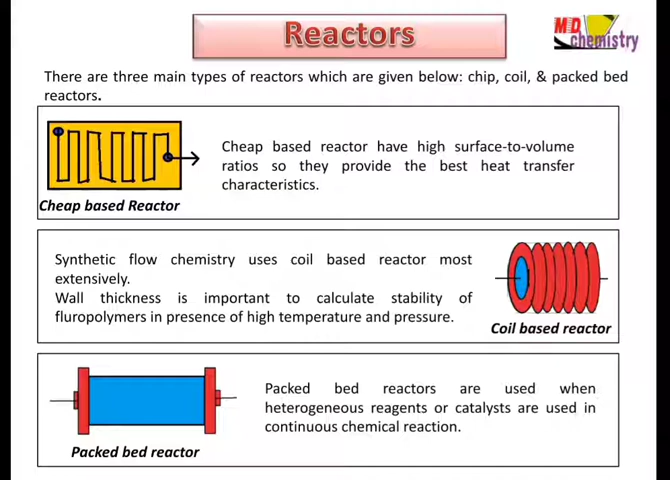 Reactors
MD
chemistry
There are three main types of reactors which are given below: chip, coil, & packed bed
reactors.
Cheap based reactor have high surface-to-volume
ratios so they provide the best heat transfer
characteristics.
Cheap based Reactor
Synthetic flow chemistry uses coil based reactor most
extensively.
Wall thickness is important to calculate stability of
fluropolymers in presence of high temperature and pressure.
Coil based reactor
Packed bed reactors are used when
heterogeneous reagents or catalysts are used in
continuous chemical reaction.
Packed bed reactor